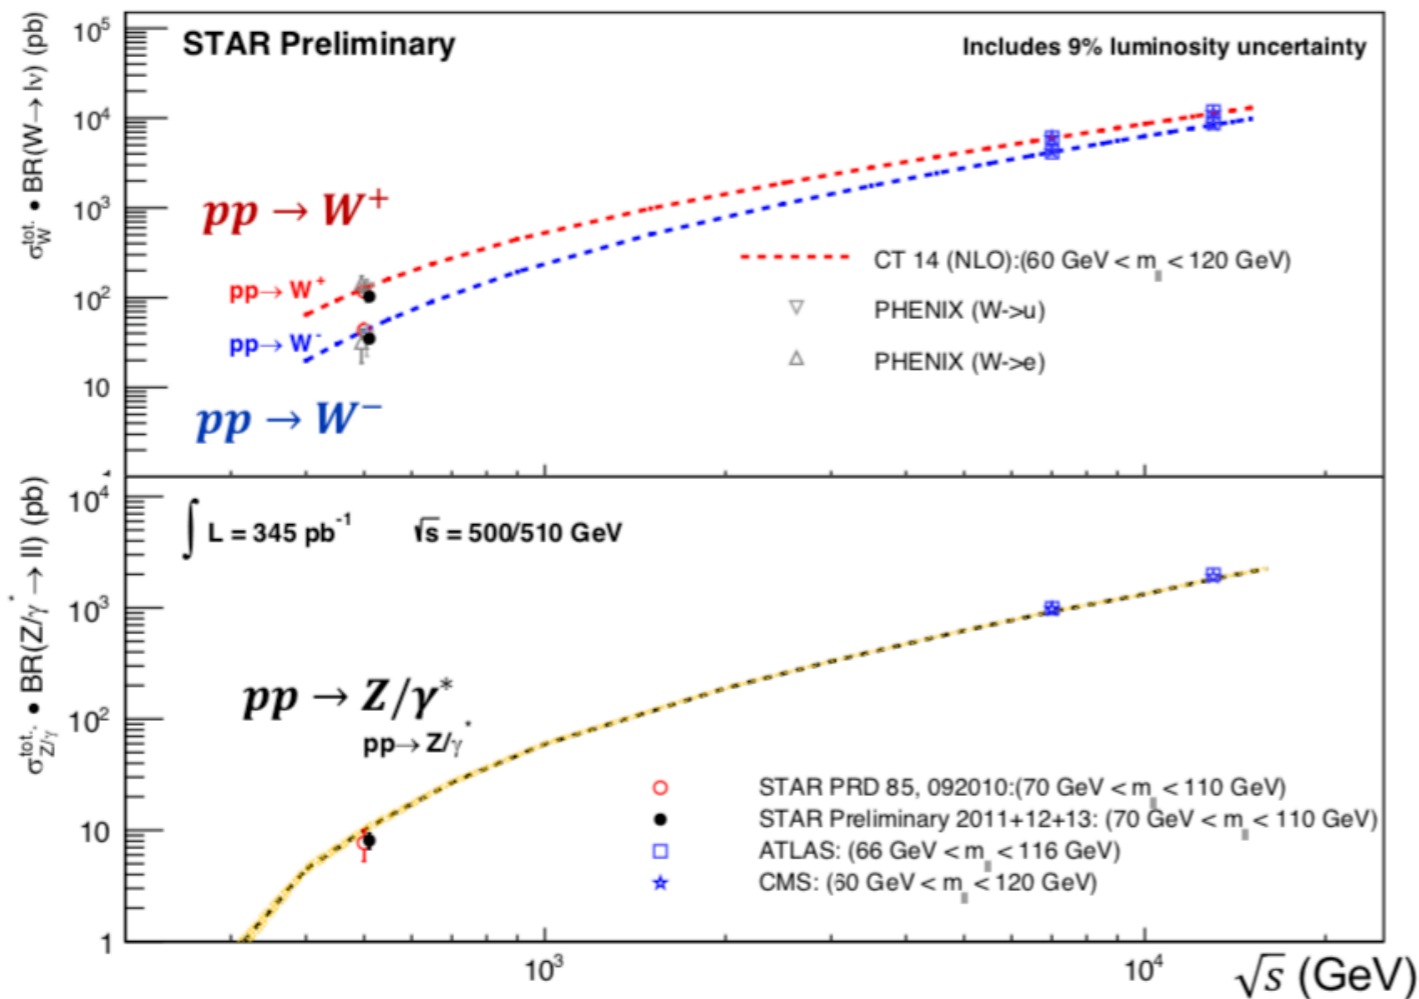 σ_W^tot. • BR(W→ lν) (pb)
10^5
10^4
10^3
10^2
10
1
STAR Preliminary
Includes 9% luminosity uncertainty
pp → W^+
pp→ W^+
pp→ W^-
pp → W^−
CT 14 (NLO):(60 GeV < m_ll < 120 GeV)
PHENIX (W->u)
PHENIX (W->e)
σ_Z/γ^tot. • BR(Z/γ^* → ll) (pb)
10^4
10^3
10^2
10
1
∫ L = 345 pb^-1 √s = 500/510 GeV
pp → Z/γ^*
pp→ Z/γ^*
STAR PRD 85, 092010:(70 GeV < m_ll < 110 GeV)
STAR Preliminary 2011+12+13: (70 GeV < m_ll < 110 GeV)
ATLAS: (66 GeV < m_ll < 116 GeV)
CMS: (60 GeV < m_ll < 120 GeV)
10^3
10^4
√s (GeV)